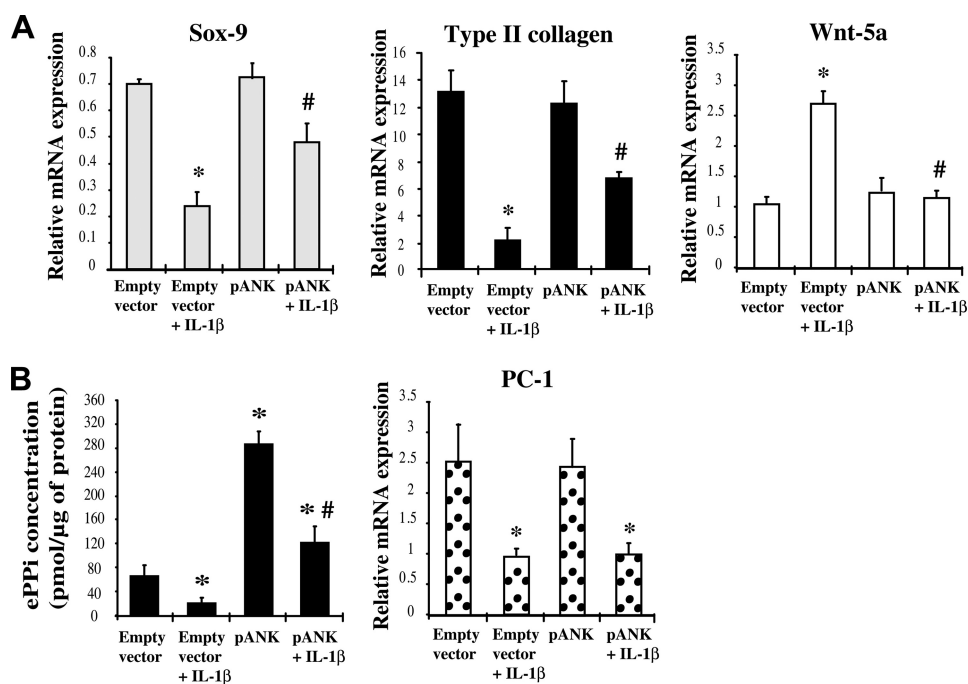 A
Sox-9
Relative mRNA expression
0.8
0.7
0.6
0.5
0.4
0.3
0.2
0.1
0
*
#
Empty vector
Empty vector + IL-1β
pANK
pANK + IL-1β
Type II collagen
Relative mRNA expression
16
14
12
10
8
6
4
2
0
*
#
Empty vector
Empty vector + IL-1β
pANK
pANK + IL-1β
Wnt-5a
Relative mRNA expression
3.5
3
2.5
2
1.5
1
0.5
0
*
#
Empty vector
Empty vector + IL-1β
pANK
pANK + IL-1β
B
ePPi concentration
(pmol/µg of protein)
360
320
280
240
200
160
120
80
40
0
*
*
* #
Empty vector
Empty vector + IL-1β
pANK
pANK + IL-1β
PC-1
Relative mRNA expression
3.5
3
2.5
2
1.5
1
0.5
0
*
*
Empty vector
Empty vector + IL-1β
pANK
pANK + IL-1β